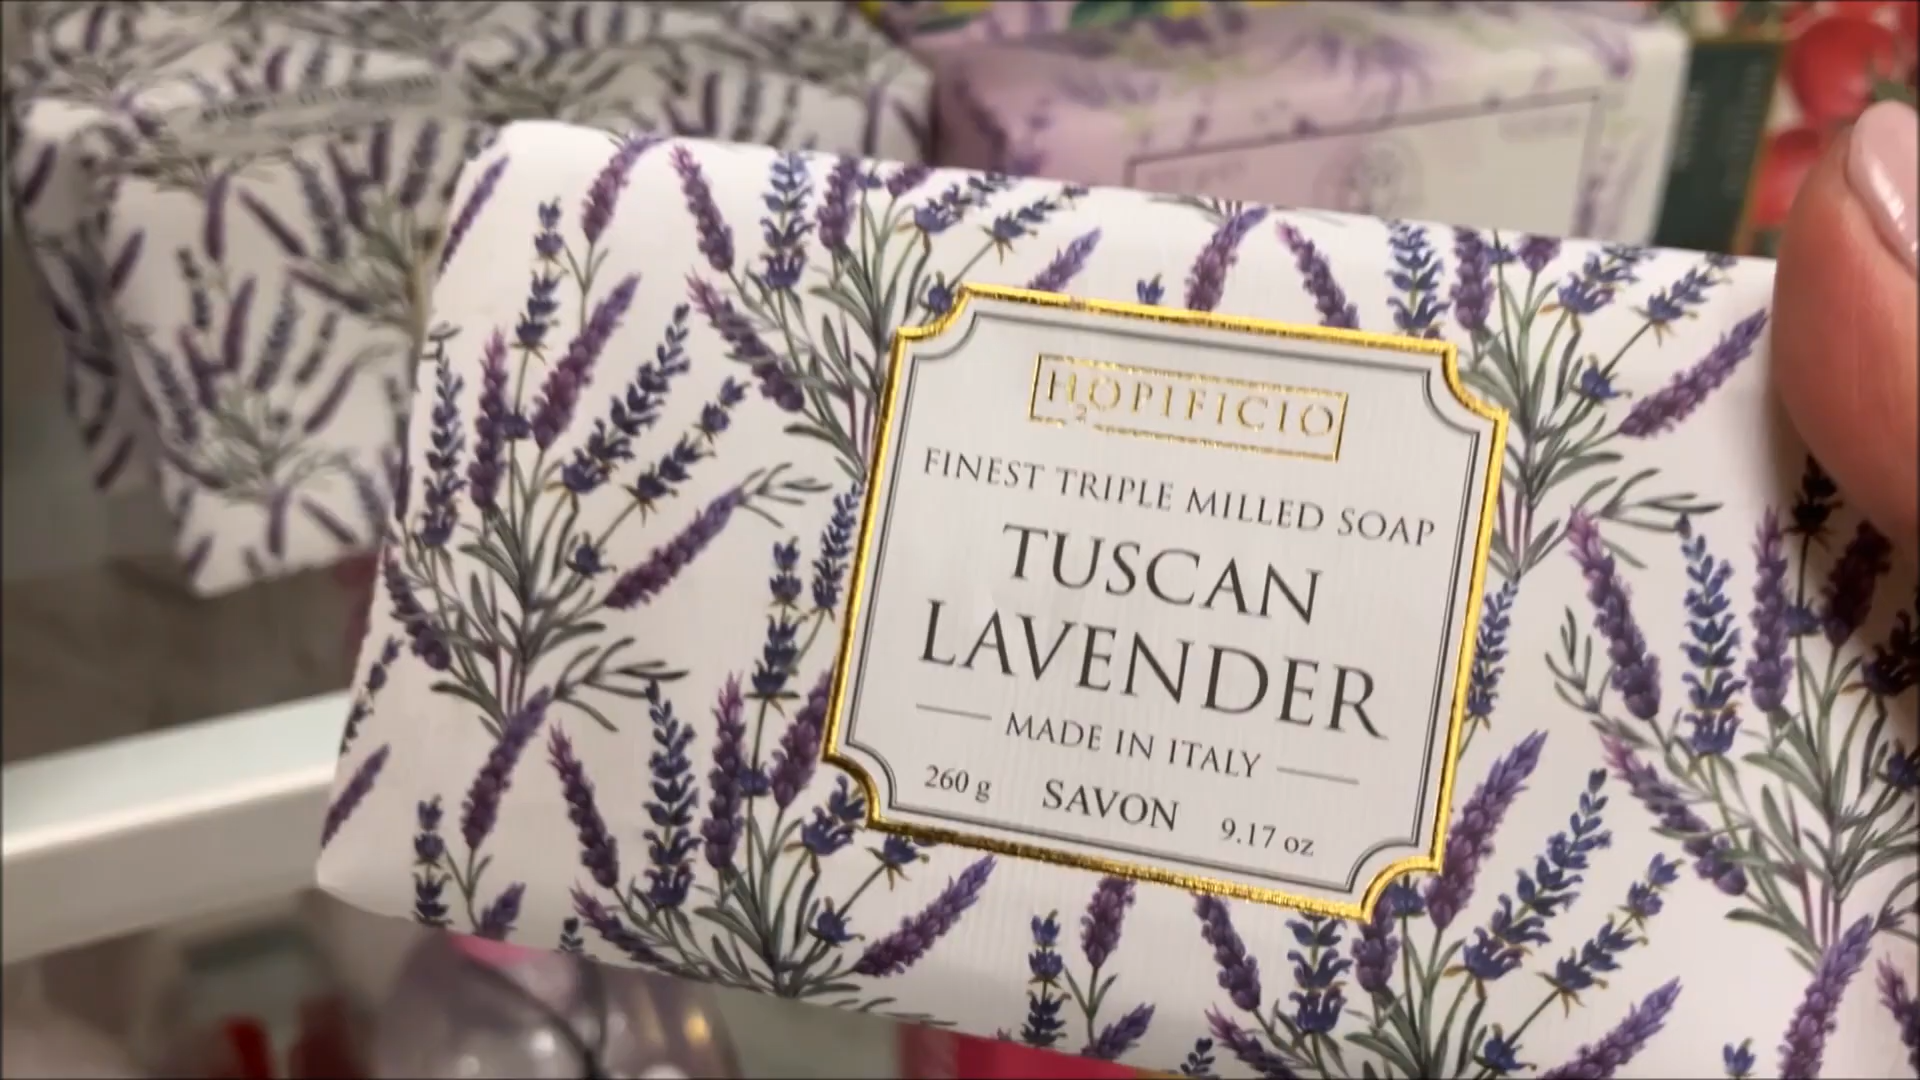 H2OPIFICIO
FINEST TRIPLE MILLED SOAP
TUSCAN
LAVENDER
MADE IN ITALY
260 g SAVON 9.17 oz